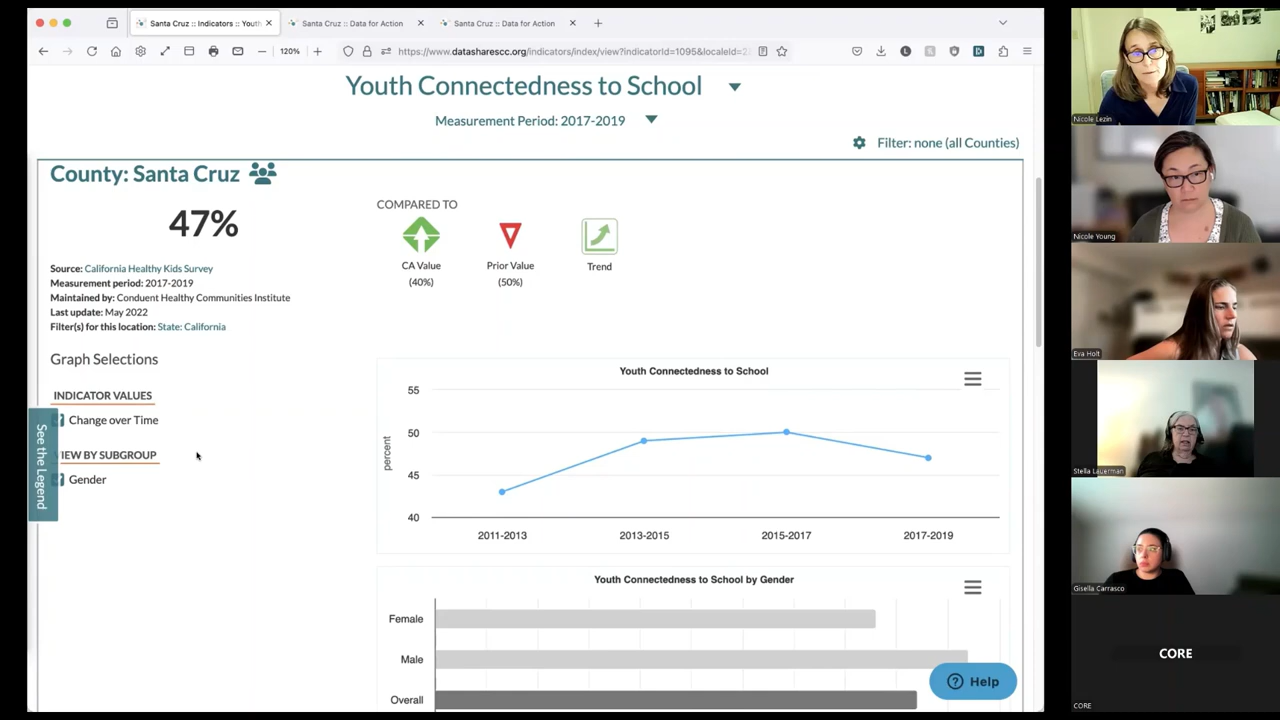 Santa Cruz :: Indicators :: Youth
Santa Cruz :: Data for Action
Santa Cruz :: Data for Action
120%
https://www.datasharescc.org/indicators/index/view?indicatorId=1095&localeId=2
Youth Connectedness to School
Measurement Period: 2017-2019
Filter: none (all Counties)
County: Santa Cruz
47%
Source: California Healthy Kids Survey
Measurement period: 2017-2019
Maintained by: Conduent Healthy Communities Institute
Last update: May 2022
Filter(s) for this location: State: California
COMPARED TO
CA Value
(40%)
Prior Value
(50%)
Trend
Graph Selections
INDICATOR VALUES
Change over Time
IEW BY SUBGROUP
Gender
See the Legend
Youth Connectedness to School
percent
55
50
45
40
2011-2013
2013-2015
2015-2017
2017-2019
Youth Connectedness to School by Gender
Female
Male
Overall
Help
Nicole Lezin
Nicole Young
Eva Holt
Stella Lauerman
Gisella Carrasco
CORE
CORE